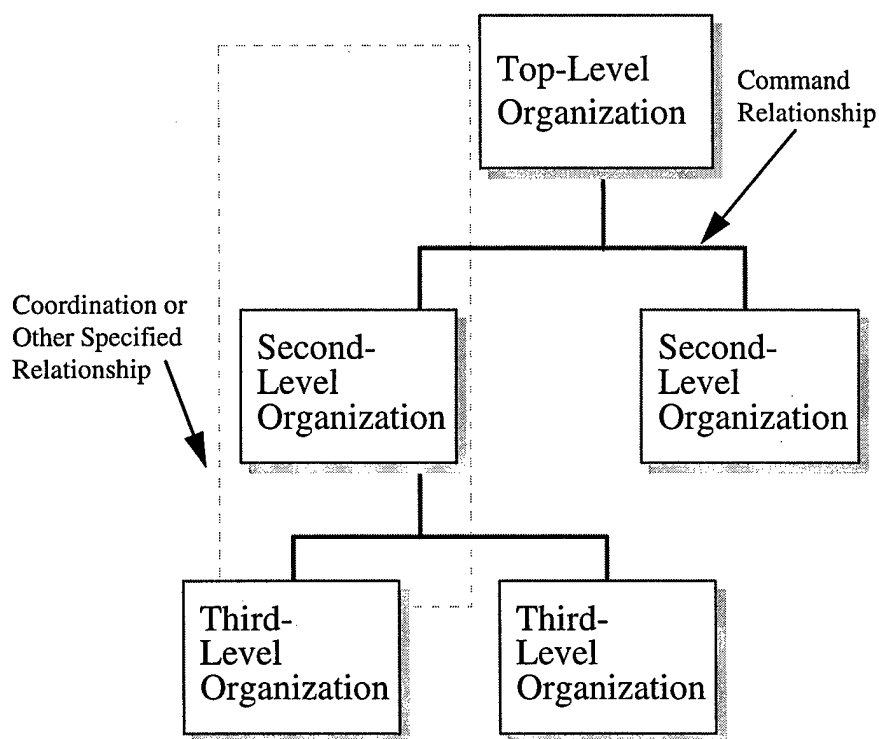 Top-Level
Organization
Command
Relationship
Coordination or
Other Specified
Relationship
Second-
Level
Organization
Second-
Level
Organization
Third-
Level
Organization
Third-
Level
Organization